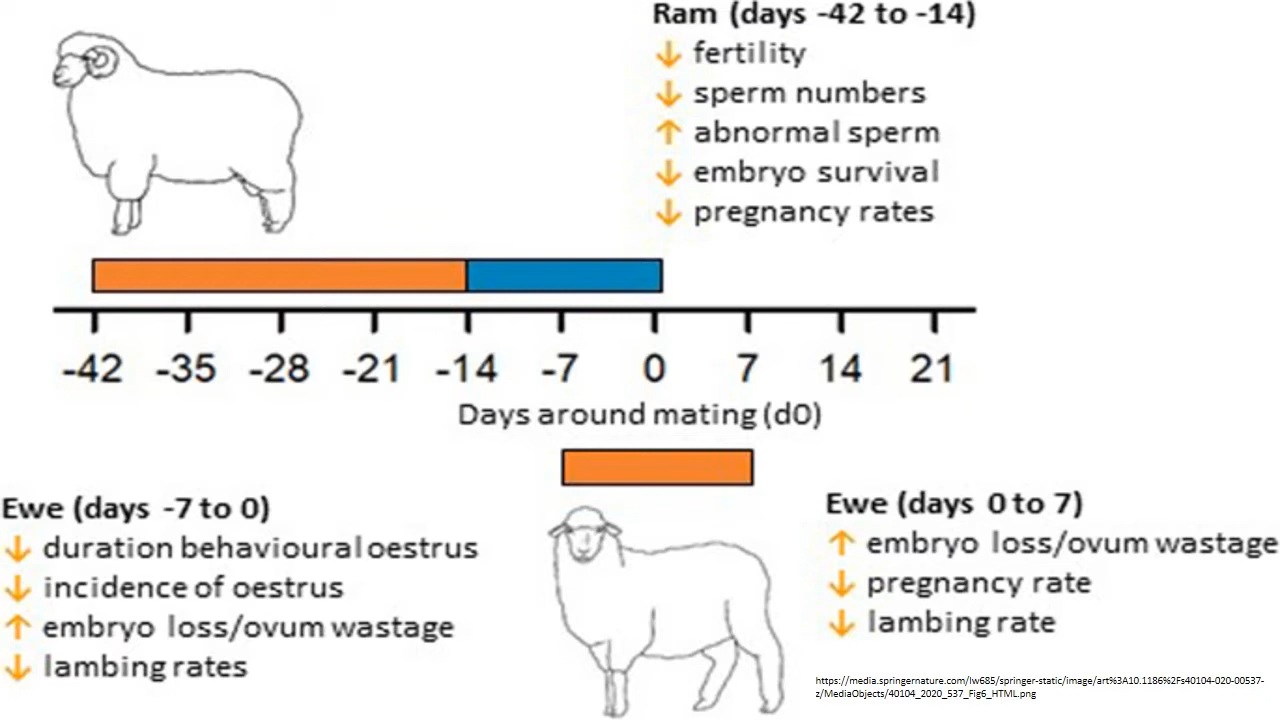 Ram (days -42 to -14)
↓ fertility
↓ sperm numbers
↑ abnormal sperm
↓ embryo survival
↓ pregnancy rates
-42 -35 -28 -21 -14 -7 0 7 14 21
Days around mating (d0)
Ewe (days -7 to 0)
↓ duration behavioural oestrus
↓ incidence of oestrus
↑ embryo loss/ovum wastage
↓ lambing rates
Ewe (days 0 to 7)
↑ embryo loss/ovum wastage
↓ pregnancy rate
↓ lambing rate
https://media.springernature.com/lw685/springer-static/image/art%3A10.1186%2Fs40104-020-00537-
z/MediaObjects/40104_2020_537_Fig6_HTML.png